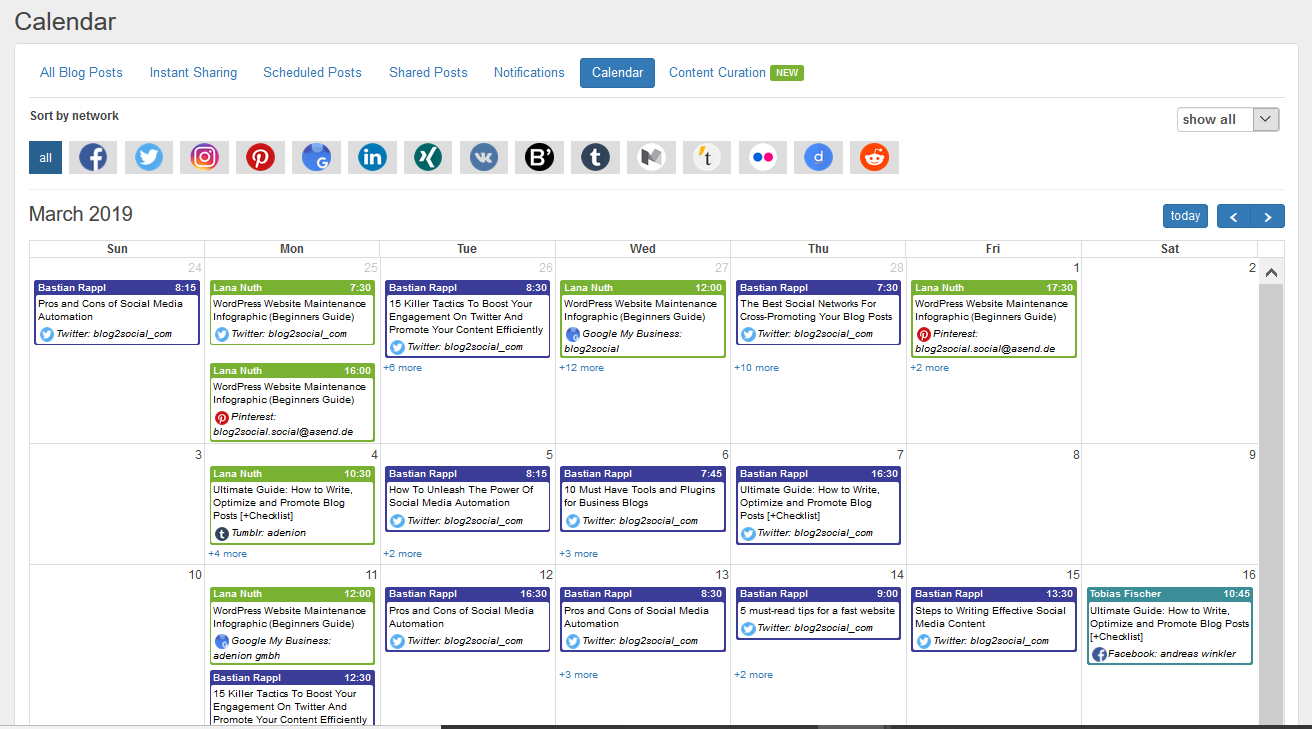 Calendar
All Blog Posts Instant Sharing Scheduled Posts Shared Posts Notifications Calendar Content Curation NEW
Sort by network
show all
all
March 2019
today
Sun Mon Tue Wed Thu Fri Sat
24
Bastian Rappl 8:15
Pros and Cons of Social Media
Automation
Twitter: blog2social_com
25
Lana Nuth 7:30
WordPress Website Maintenance
Infographic (Beginners Guide)
Twitter: blog2social_com
Lana Nuth 16:00
WordPress Website Maintenance
Infographic (Beginners Guide)
Pinterest:
blog2social.social@asend.de
26
Bastian Rappl 8:30
15 Killer Tactics To Boost Your
Engagement On Twitter And
Promote Your Content Efficiently
Twitter: blog2social_com
+6 more
27
Lana Nuth 12:00
WordPress Website Maintenance
Infographic (Beginners Guide)
Google My Business:
blog2social
+12 more
28
Bastian Rappl 7:30
The Best Social Networks For
Cross-Promoting Your Blog Posts
Twitter: blog2social_com
+10 more
1
Lana Nuth 17:30
WordPress Website Maintenance
Infographic (Beginners Guide)
Pinterest:
blog2social.social@asend.de
+2 more
2
3
4
Lana Nuth 10:30
Ultimate Guide: How to Write,
Optimize and Promote Blog
Posts [+Checklist]
Tumblr: adenion
+4 more
5
Bastian Rappl 8:15
How To Unleash The Power Of
Social Media Automation
Twitter: blog2social_com
+2 more
6
Bastian Rappl 7:45
10 Must Have Tools and Plugins
for Business Blogs
Twitter: blog2social_com
+3 more
7
Bastian Rappl 16:30
Ultimate Guide: How to Write,
Optimize and Promote Blog
Posts [+Checklist]
Twitter: blog2social_com
8
9
10
11
Lana Nuth 12:00
WordPress Website Maintenance
Infographic (Beginners Guide)
Google My Business:
adenion gmbh
Bastian Rappl 12:30
15 Killer Tactics To Boost Your
Engagement On Twitter And
Promote Your Content Efficiently
12
Bastian Rappl 16:30
Pros and Cons of Social Media
Automation
Twitter: blog2social_com
13
Bastian Rappl 8:30
Pros and Cons of Social Media
Automation
Twitter: blog2social_com
+3 more
14
Bastian Rappl 9:00
5 must-read tips for a fast website
Twitter: blog2social_com
+2 more
15
Bastian Rappl 13:30
Steps to Writing Effective Social
Media Content
Twitter: blog2social_com
16
Tobias Fischer 10:45
Ultimate Guide: How to Write,
Optimize and Promote Blog Posts
[+Checklist]
Facebook: andreas winkler